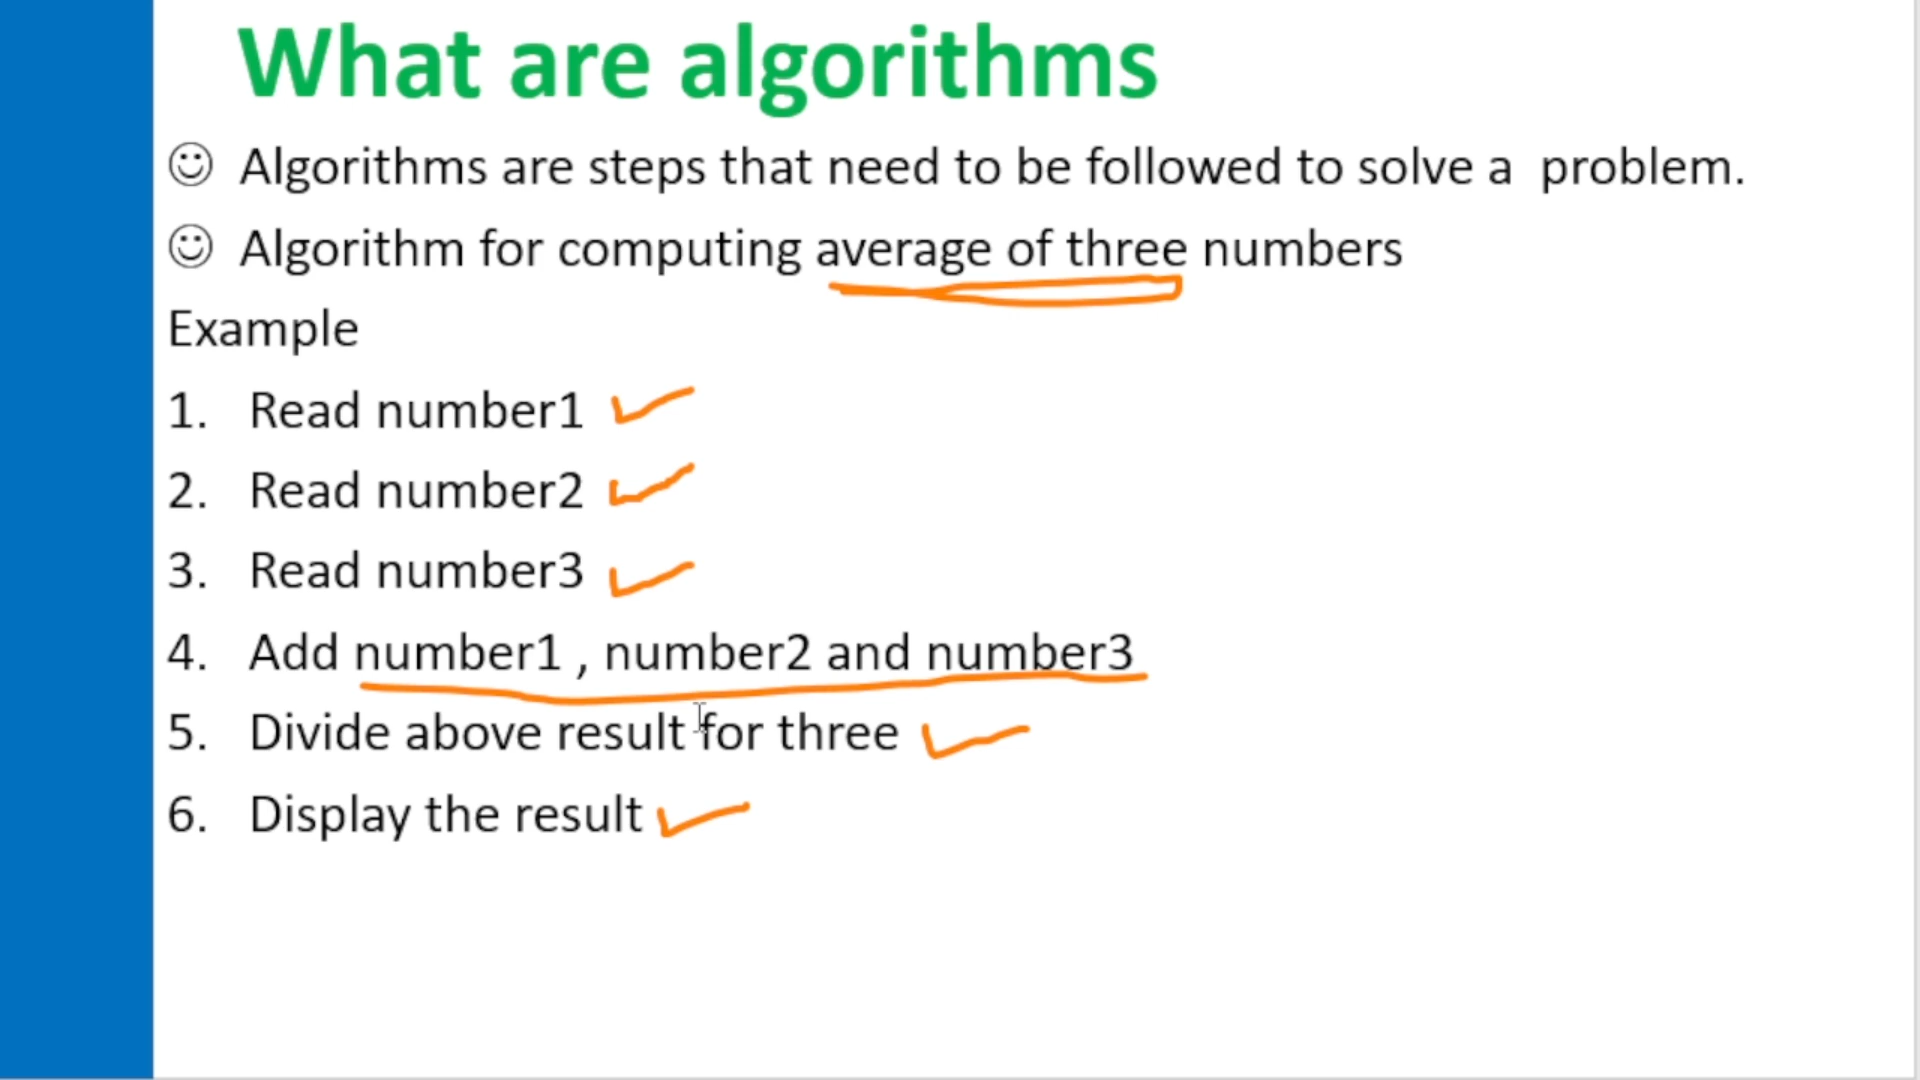 What are algorithms
Algorithms are steps that need to be followed to solve a problem.
Algorithm for computing average of three numbers
Example
1. Read number1
2. Read number2
3. Read number3
4. Add number1 , number2 and number3
5. Divide above result for three
6. Display the result